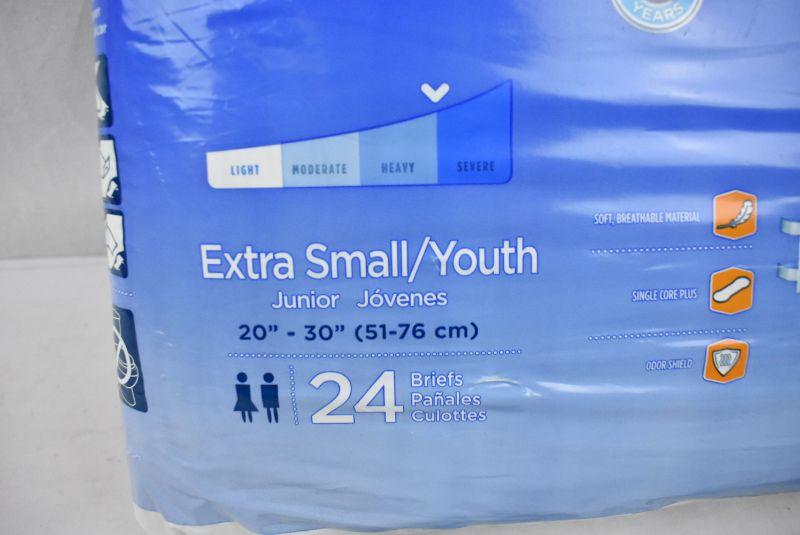 YEARS
LIGHT MODERATE HEAVY SEVERE
SOFT, BREATHABLE MATERIAL
Extra Small/Youth
Junior Jóvenes
SINGLE CORE PLUS
20” - 30” (51-76 cm)
ODOR SHIELD
24
Briefs
Pañales
Culottes